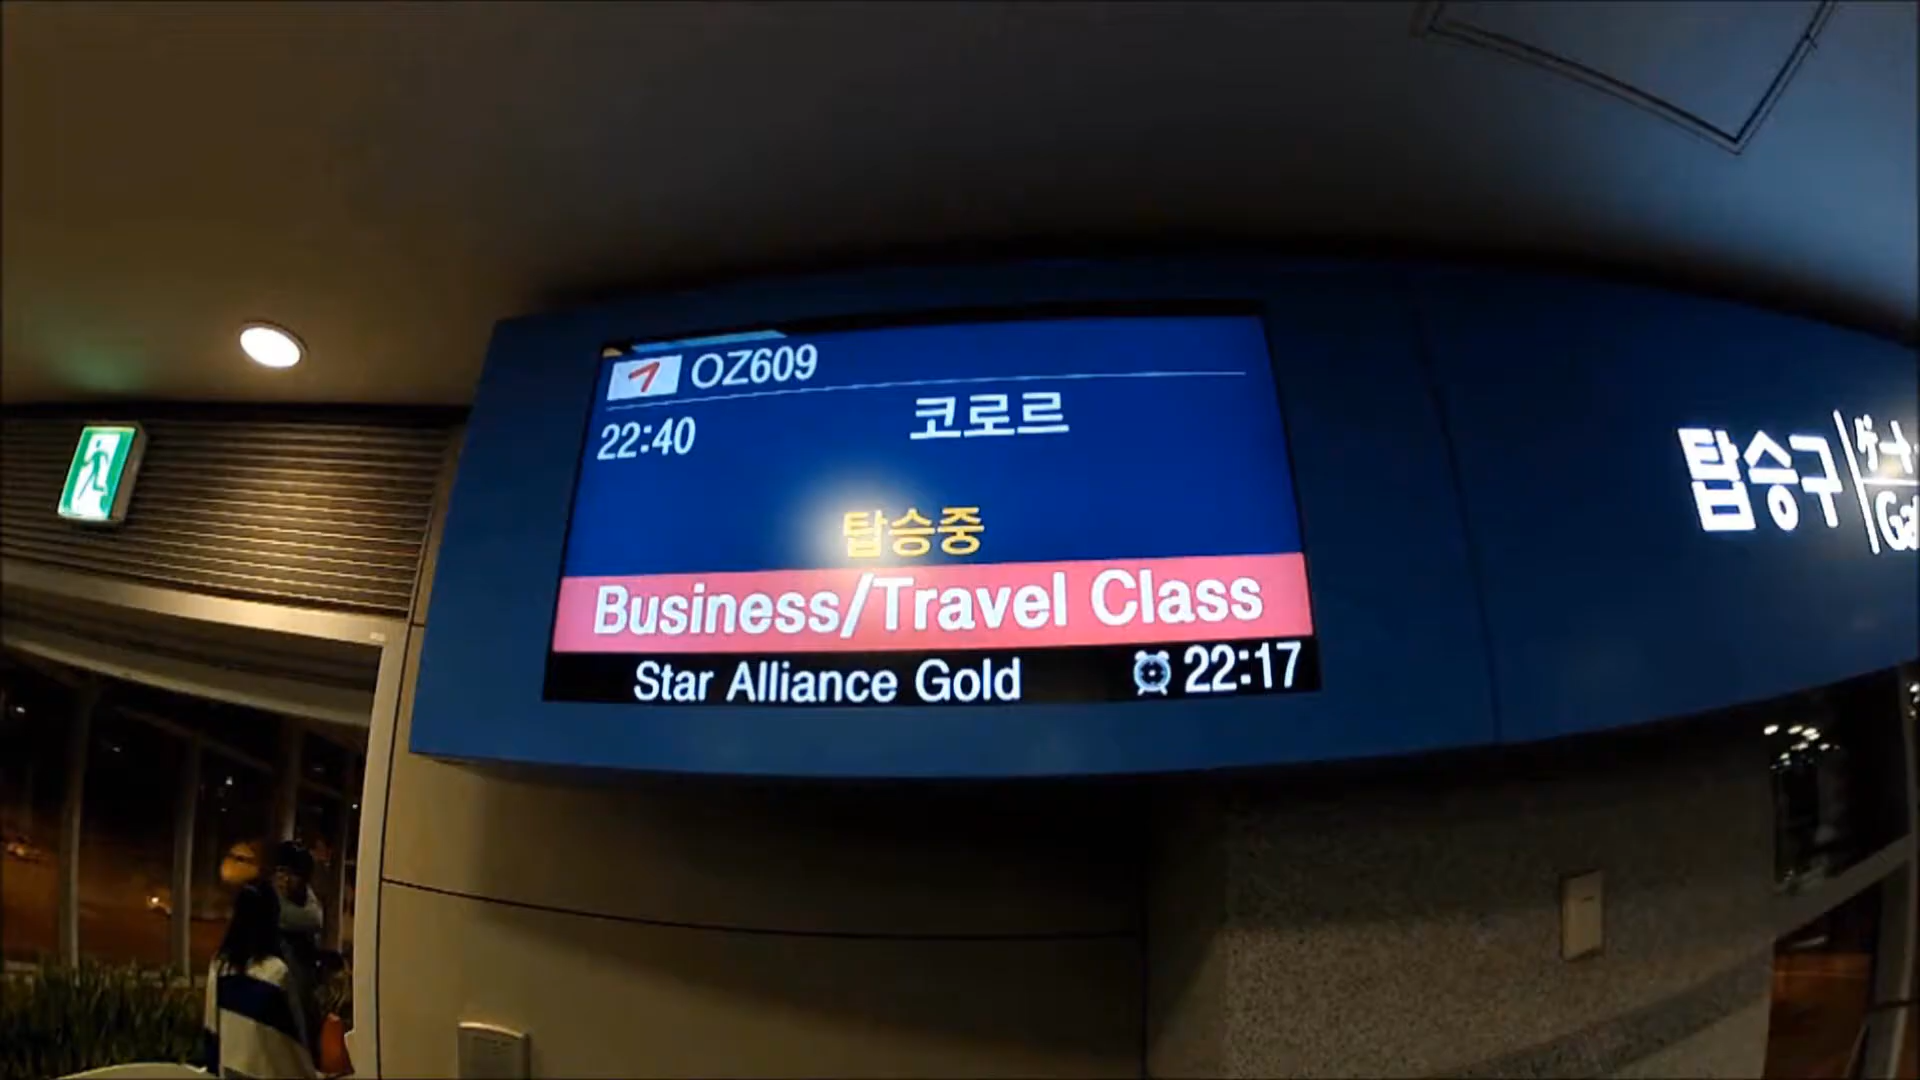 OZ609
22:40 코로르
탑승중
Business/Travel Class
Star Alliance Gold 22:17
탑승구